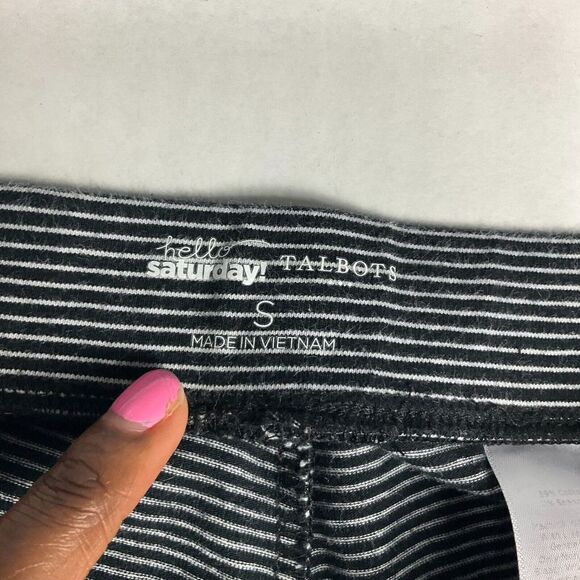 hello
saturday! TALBOTS
S
MADE IN VIETNAM